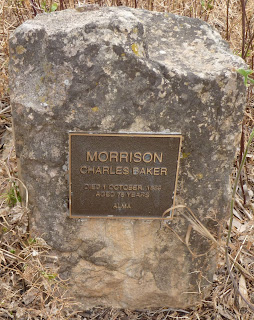 MORRISON
CHARLES BAKER
DIED 1 OCTOBER,
AGED YEARS
ALMA